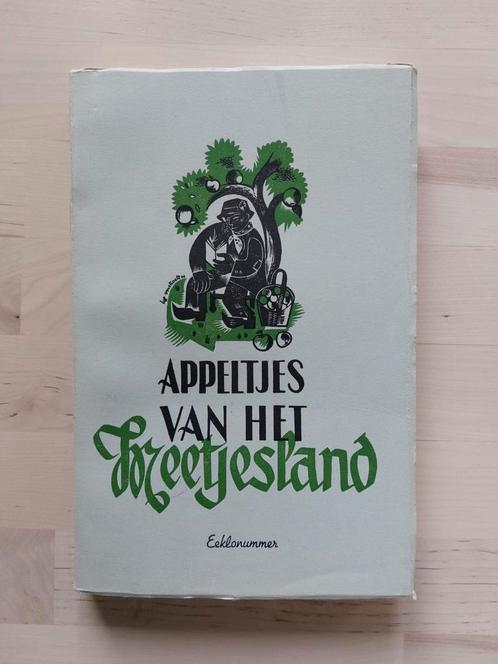 APPELTJES
VAN HET
Meetjesland
Eeklonummer